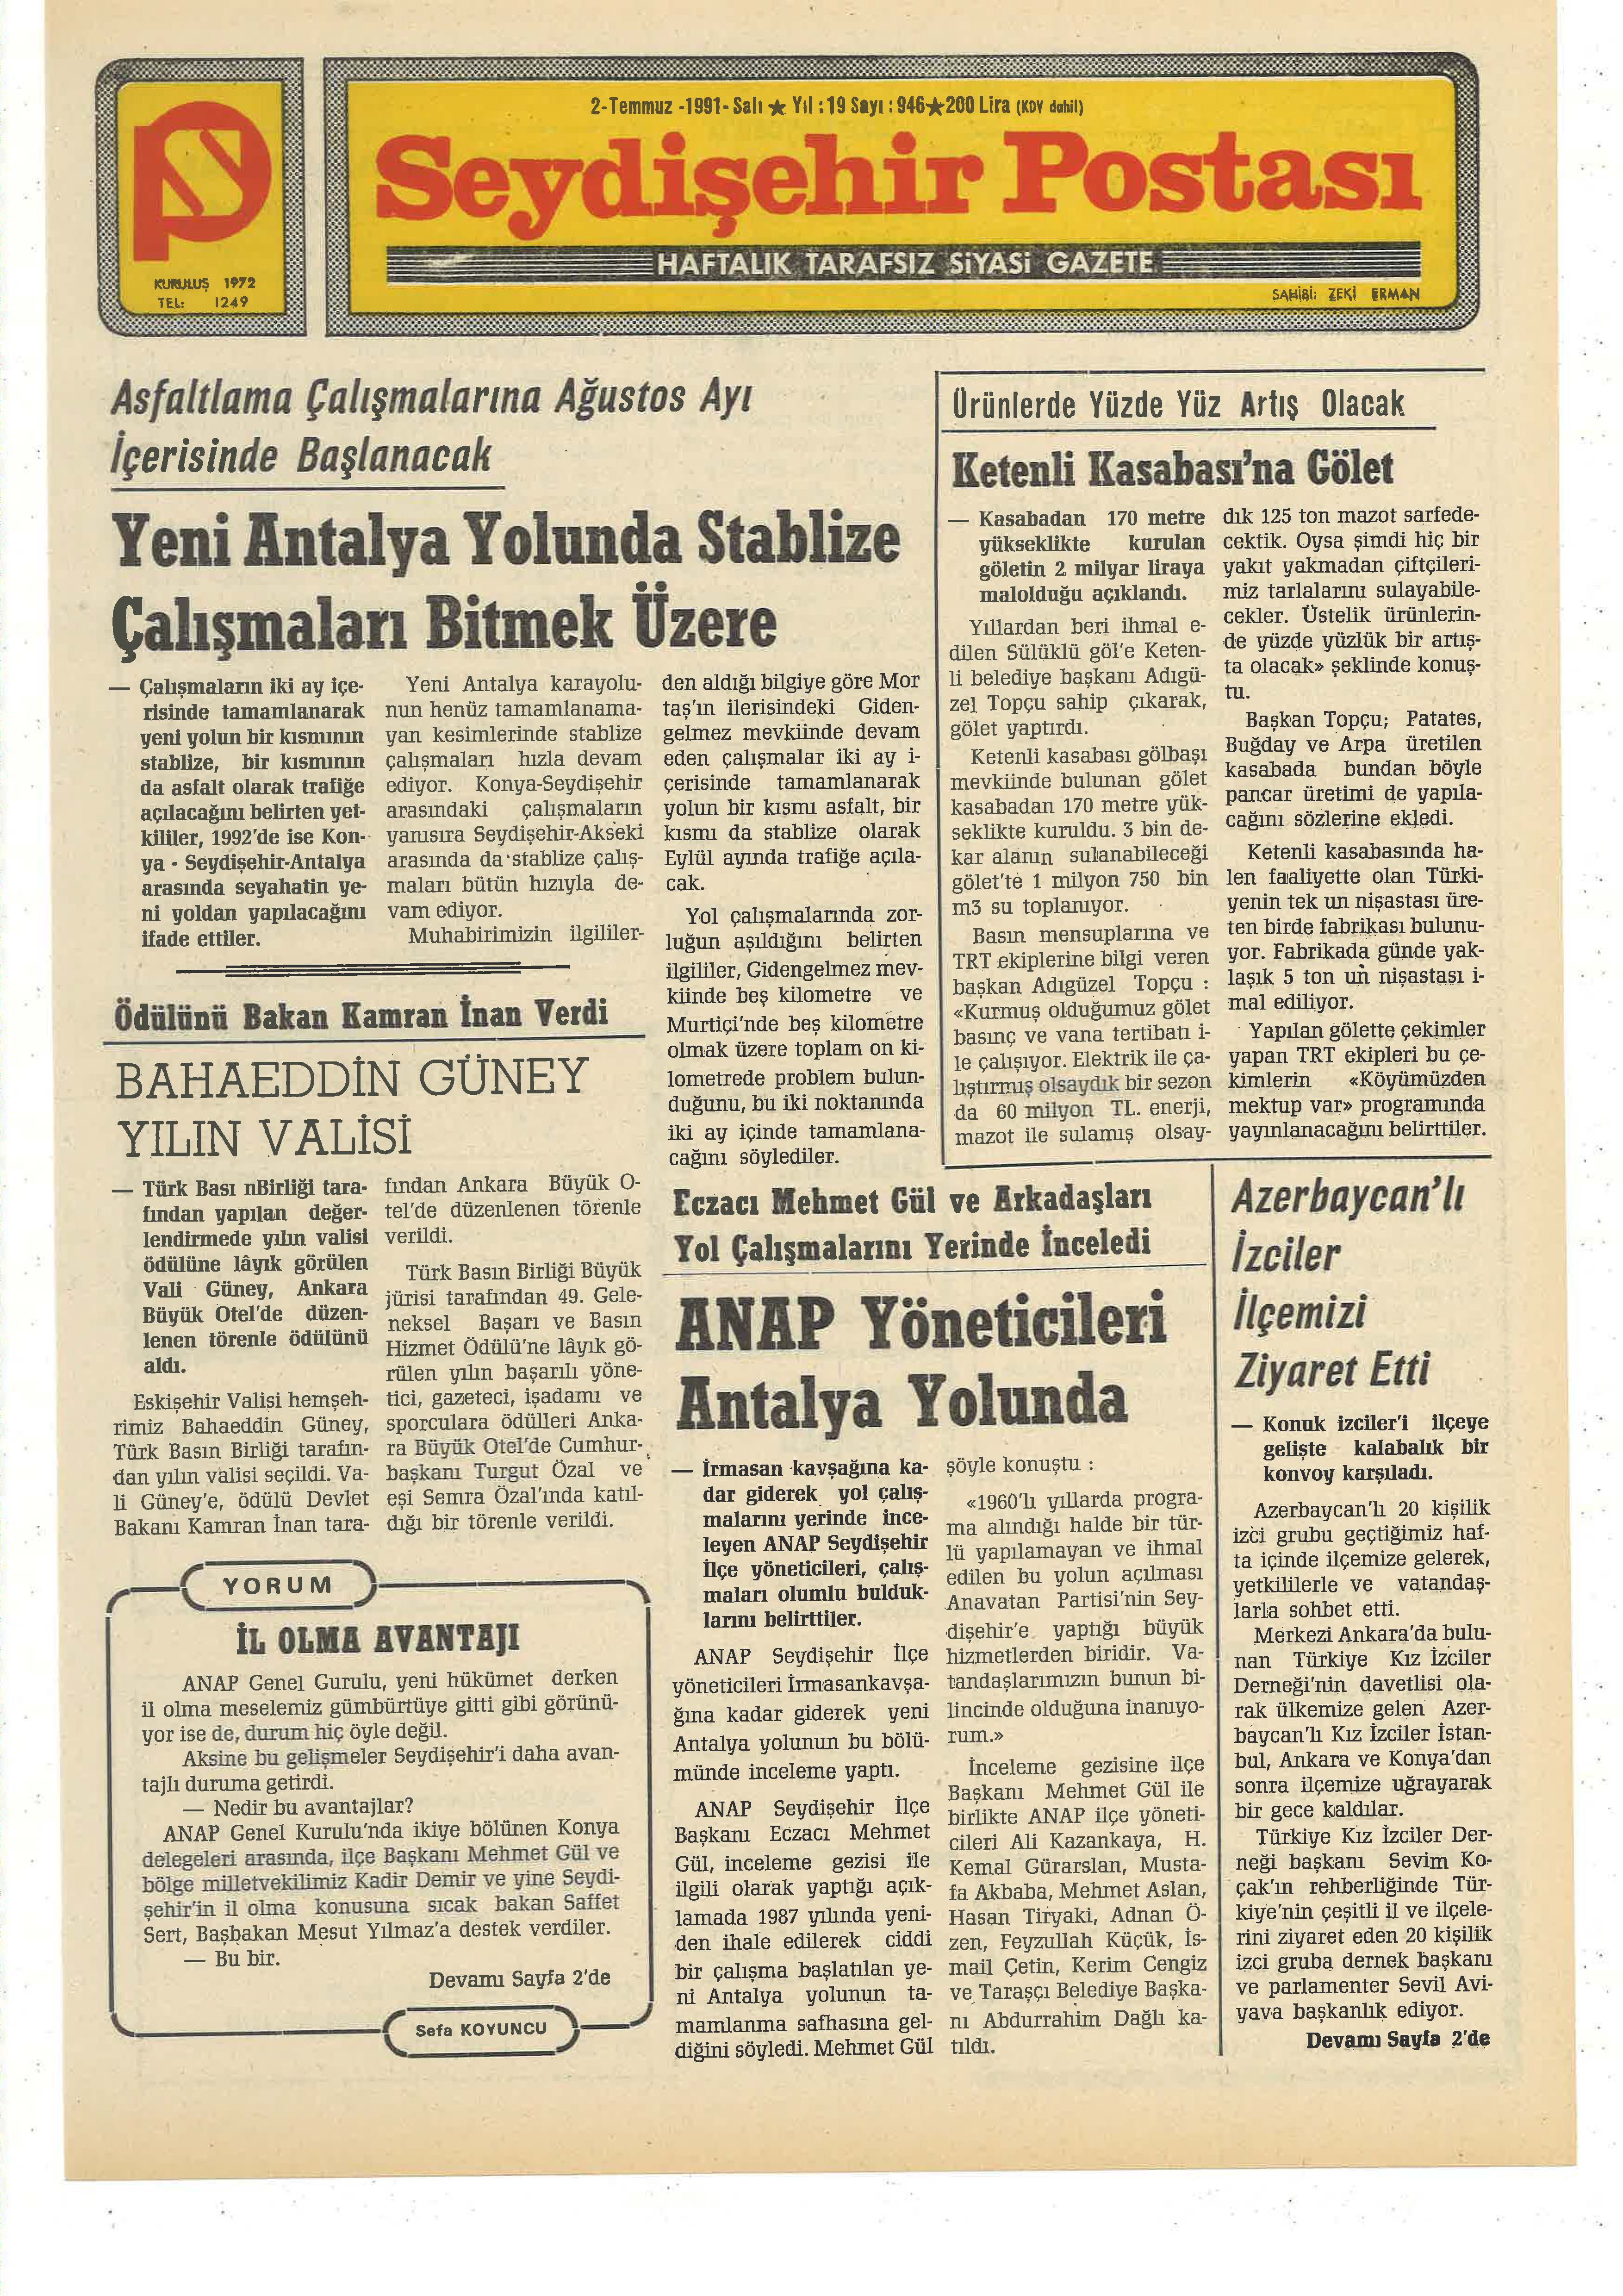 2-Temmuz -1991- Salı ★ Yıl : 19 Sayı : 946 ★ 200 Lira (KDV dahil)
Seydişehir Postası
HAFTALIK TARAFSIZ SİYASİ GAZETE
SAHİBİ: ZEKİ ERMAN
KURULUŞ 1972
TEL: 1249
Asfaltlama Çalışmalarına Ağustos Ayı
İçerisinde Başlanacak
Yeni Antalya Yolunda Stablize
Çalışmaları Bitmek Üzere
— Çalışmaların iki ay içe-
risinde tamamlanarak
yeni yolun bir kısmının
stablize, bir kısmının
da asfalt olarak trafiğe
açılacağını belirten yet-
kililer, 1992'de ise Kon-
ya - Seydişehir-Antalya
arasında seyahatin ye-
ni yoldan yapılacağını
ifade ettiler.
Yeni Antalya karayolu-
nun henüz tamamlanama-
yan kesimlerinde stablize
çalışmaları hızla devam
ediyor. Konya-Seydişehir
arasındaki çalışmaların
yanısıra Seydişehir-Akseki
arasında da stablize çalış-
maları bütün hızıyla de-
vam ediyor.
Muhabirimizin ilgililer-
den aldığı bilgiye göre Mor
taş'ın ilerisindeki Giden-
gelmez mevkiinde devam
eden çalışmalar iki ay i-
çerisinde tamamlanarak
yolun bir kısmı asfalt, bir
kısmı da stablize olarak
Eylül ayında trafiğe açıla-
cak.
Yol çalışmalarında zor-
luğun aşıldığını belirten
ilgililer, Gidengelmez mev-
kiinde beş kilometre ve
Murtiçi'nde beş kilometre
olmak üzere toplam on ki-
lometrede problem bulun-
duğunu, bu iki noktanında
iki ay içinde tamamlana-
cağını söylediler.
Ürünlerde Yüzde Yüz Artış Olacak
Ketenli Kasabası'na Gölet
— Kasabadan 170 metre
yükseklikte kurulan
göletin 2 milyar liraya
malolduğu açıklandı.
Yıllardan beri ihmal e-
dilen Sülüklü göl'e Keten-
li belediye başkanı Adıgü-
zel Topçu sahip çıkarak,
gölet yaptırdı.
Ketenli kasabası gölbaşı
mevkiinde bulunan gölet
kasabadan 170 metre yük-
seklikte kuruldu. 3 bin de-
kar alanın sulanabileceği
gölet'te 1 milyon 750 bin
m3 su toplanıyor.
Basın mensuplarına ve
TRT ekiplerine bilgi veren
başkan Adıgüzel Topçu :
«Kurmuş olduğumuz gölet
basınç ve vana tertibatı i-
le çalışıyor. Elektrik ile ça-
lıştırmış olsaydık bir sezon
da 60 milyon TL. enerji,
mazot ile sulamış olsay-
dık 125 ton mazot sarfede-
cektik. Oysa şimdi hiç bir
yakıt yakmadan çiftçileri-
miz tarlalarını sulayabile-
cekler. Üstelik ürünlerin-
de yüzde yüzlük bir artış-
ta olacak» şeklinde konuş-
tu.
Başkan Topçu; Patates,
Buğday ve Arpa üretilen
kasabada bundan böyle
pancar üretimi de yapıla-
cağını sözlerine ekledi.
Ketenli kasabasında ha-
len faaliyette olan Türki-
yenin tek un nişastası üre-
ten birde fabrikası bulunu-
yor. Fabrikada günde yak-
laşık 5 ton un nişastası i-
mal ediliyor.
Yapılan gölette çekimler
yapan TRT ekipleri bu çe-
kimlerin «Köyümüzden
mektup var» programında
yayınlanacağını belirttiler.
Ödülünü Bakan Kamran İnan Verdi
BAHAEDDİN GÜNEY
YILIN VALİSİ
— Türk Bası nBirliği tara-
fından yapılan değer-
lendirmede yılın valisi
ödülüne lâyık görülen
Vali Güney, Ankara
Büyük Otel'de düzen-
lenen törenle ödülünü
aldı.
Eskişehir Valisi hemşeh-
rimiz Bahaeddin Güney,
Türk Basın Birliği tarafın-
dan yılın valisi seçildi. Va-
li Güney'e, ödülü Devlet
Bakanı Kamran İnan tara-
fından Ankara Büyük O-
tel'de düzenlenen törenle
verildi.
Türk Basın Birliği Büyük
jürisi tarafından 49. Gele-
neksel Başarı ve Basın
Hizmet Ödülü'ne lâyık gö-
rülen yılın başarılı yöne-
tici, gazeteci, işadamı ve
sporculara ödülleri Anka-
ra Büyük Otel'de Cumhur-
başkanı Turgut Özal ve
eşi Semra Özal'ında katıl-
dığı bir törenle verildi.
YORUM
İL OLMA AVANTAJI
ANAP Genel Gurulu, yeni hükümet derken
il olma meselemiz gümbürtüye gitti gibi görünü-
yor ise de, durum hiç öyle değil.
Aksine bu gelişmeler Seydişehir'i daha avan-
tajlı duruma getirdi.
— Nedir bu avantajlar?
ANAP Genel Kurulu'nda ikiye bölünen Konya
delegeleri arasında, ilçe Başkanı Mehmet Gül ve
bölge milletvekilimiz Kadir Demir ve yine Seydi-
şehir'in il olma konusuna sıcak bakan Saffet
Sert, Başbakan Mesut Yılmaz'a destek verdiler.
— Bu bir.
Devamı Sayfa 2'de
Sefa KOYUNCU
Eczacı Mehmet Gül ve Arkadaşları
Yol Çalışmalarını Yerinde İnceledi
ANAP Yöneticileri
Antalya Yolunda
— İrmasan kavşağına ka-
dar giderek yol çalış-
malarını yerinde ince-
leyen ANAP Seydişehir
İlçe yöneticileri, çalış-
maları olumlu bulduk-
larını belirttiler.
ANAP Seydişehir İlçe
yöneticileri İrmasankavşa-
ğına kadar giderek yeni
Antalya yolunun bu bölü-
münde inceleme yaptı.
ANAP Seydişehir İlçe
Başkanı Eczacı Mehmet
Gül, inceleme gezisi ile
ilgili olarak yaptığı açık-
lamada 1987 yılında yeni-
den ihale edilerek ciddi
bir çalışma başlatılan ye-
ni Antalya yolunun ta-
mamlanma safhasına gel-
diğini söyledi. Mehmet Gül
şöyle konuştu :
«1960'lı yıllarda progra-
ma alındığı halde bir tür-
lü yapılamayan ve ihmal
edilen bu yolun açılması
Anavatan Partisi'nin Sey-
dişehir'e yaptığı büyük
hizmetlerden biridir. Va-
tandaşlarımızın bunun bi-
lincinde olduğuna inanıyo-
rum.»
İnceleme gezisine ilçe
Başkanı Mehmet Gül ile
birlikte ANAP ilçe yöneti-
cileri Ali Kazankaya, H.
Kemal Gürarslan, Musta-
fa Akbaba, Mehmet Aslan,
Hasan Tiryaki, Adnan Ö-
zen, Feyzullah Küçük, İs-
mail Çetin, Kerim Cengiz
ve Taraşçı Belediye Başka-
nı Abdurrahim Dağlı ka-
tıldı.
Azerbaycan'lı
İzciler
İlçemizi
Ziyaret Etti
— Konuk izciler'i ilçeye
gelişte kalabalık bir
konvoy karşıladı.
Azerbaycan'lı 20 kişilik
izci grubu geçtiğimiz haf-
ta içinde ilçemize gelerek,
yetkililerle ve vatandaş-
larla sohbet etti.
Merkezi Ankara'da bulu-
nan Türkiye Kız İzciler
Derneği'nin davetlisi ola-
rak ülkemize gelen Azer-
baycan'lı Kız İzciler İstan-
bul, Ankara ve Konya'dan
sonra ilçemize uğrayarak
bir gece kaldılar.
Türkiye Kız İzciler Der-
neği başkanı Sevim Ko-
çak'ın rehberliğinde Tür-
kiye'nin çeşitli il ve ilçele-
rini ziyaret eden 20 kişilik
izci gruba dernek başkanı
ve parlamenter Sevil Avi-
yava başkanlık ediyor.
Devamı Sayfa 2'de